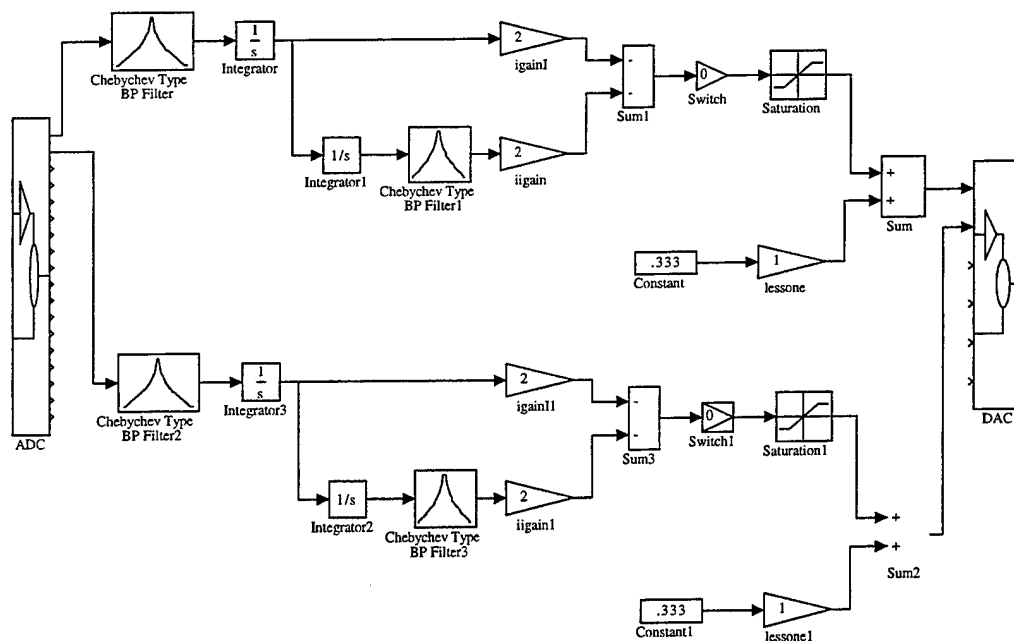 1
s
Chebychev Type
BP Filter
Integrator
2
igainI
-
-
Sum1
0
Switch
Saturation
1/s
Integrator1
Chebychev Type
BP Filter1
2
iigain
+
+
Sum
.333
Constant
1
lessone
ADC
Chebychev Type
BP Filter2
1
s
Integrator3
2
igainI1
-
-
Sum3
0
Switch1
Saturation1
DAC
1/s
Integrator2
Chebychev Type
BP Filter3
2
iigain1
+
+
Sum2
.333
Constant1
1
lessone1